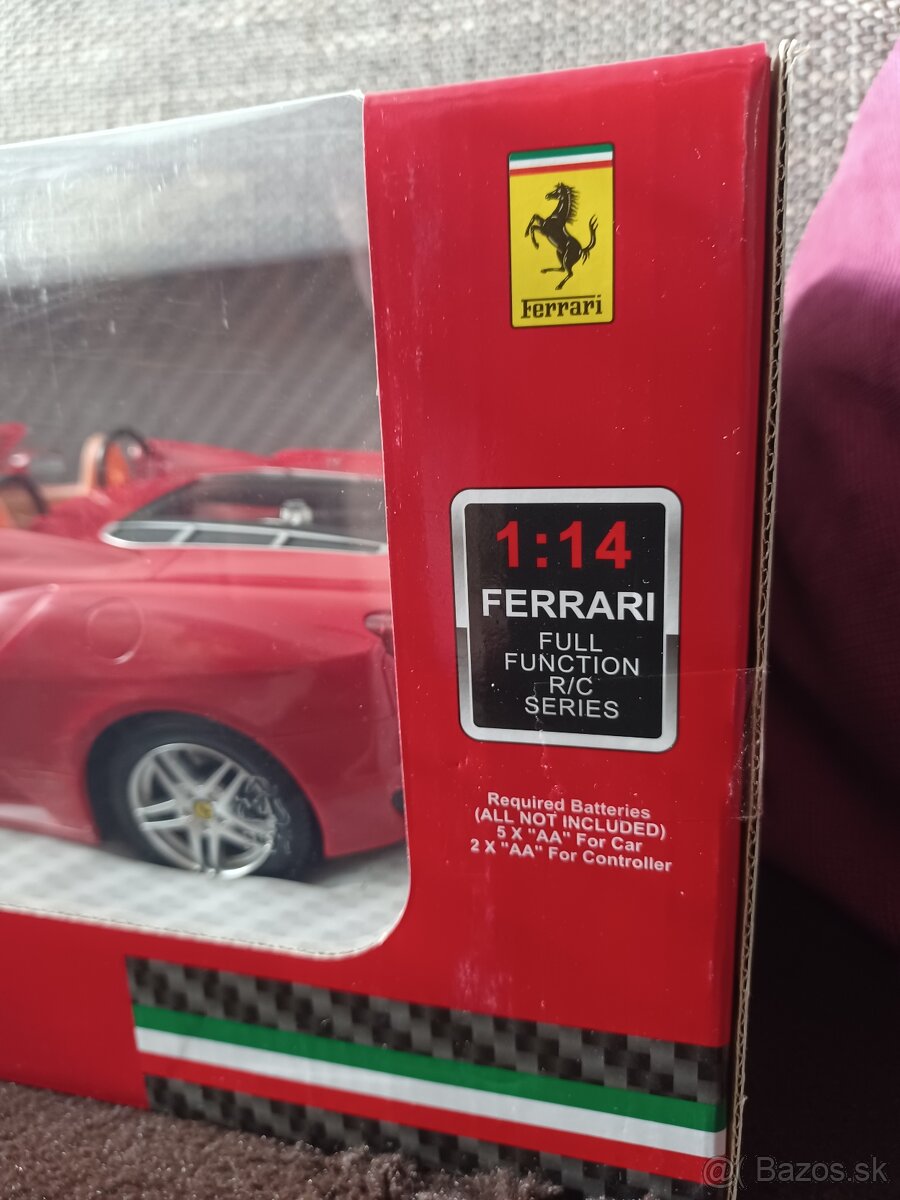 Ferrari
1:14
FERRARI
FULL
FUNCTION
R/C
SERIES
Required Batteries
(ALL NOT INCLUDED)
5 X "AA" For Car
2 X "AA" For Controller
@( Bazos.sk